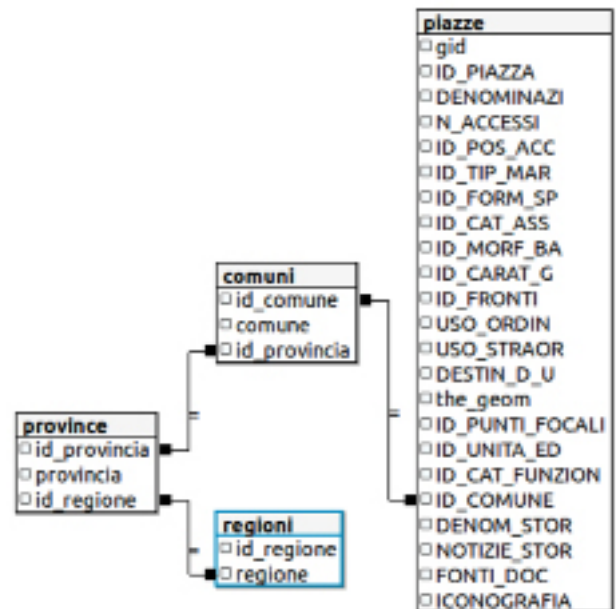 piazze
gid
ID_PIAZZA
DENOMINAZI
N_ACCESSI
ID_POS_ACC
ID_TIP_MAR
ID_FORM_SP
ID_CAT_ASS
ID_MORF_BA
ID_CARAT_G
ID_FRONTI
USO_ORDIN
USO_STRAOR
DESTIN_D_U
the_geom
ID_PUNTI_FOCALI
ID_UNITA_ED
ID_CAT_FUNZION
ID_COMUNE
DENOM_STOR
NOTIZIE_STOR
FONTI_DOC
ICONOGRAFIA
comuni
id_comune
comune
id_provincia
province
id_provincia
provincia
id_regione
regioni
id_regione
regione
=
=
=